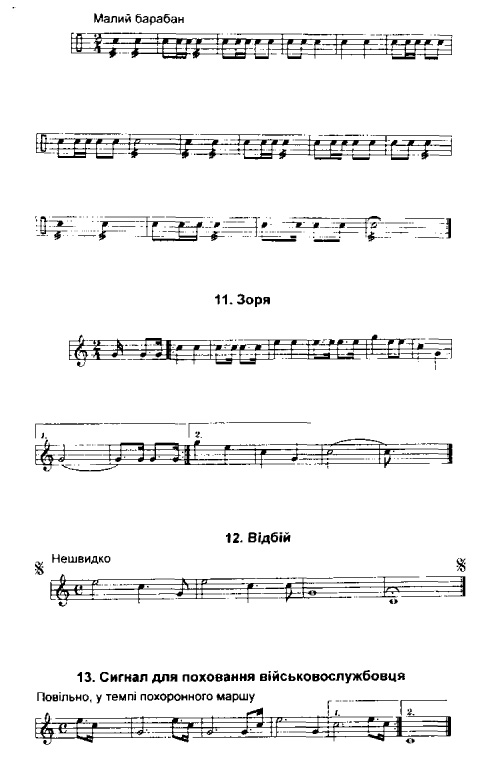 Малий барабан
11. Зоря
1.
2.
12. Відбій
Нешвидко
13. Сигнал для поховання військовослужбовця
Повільно, у темпі похоронного маршу
1.
2.